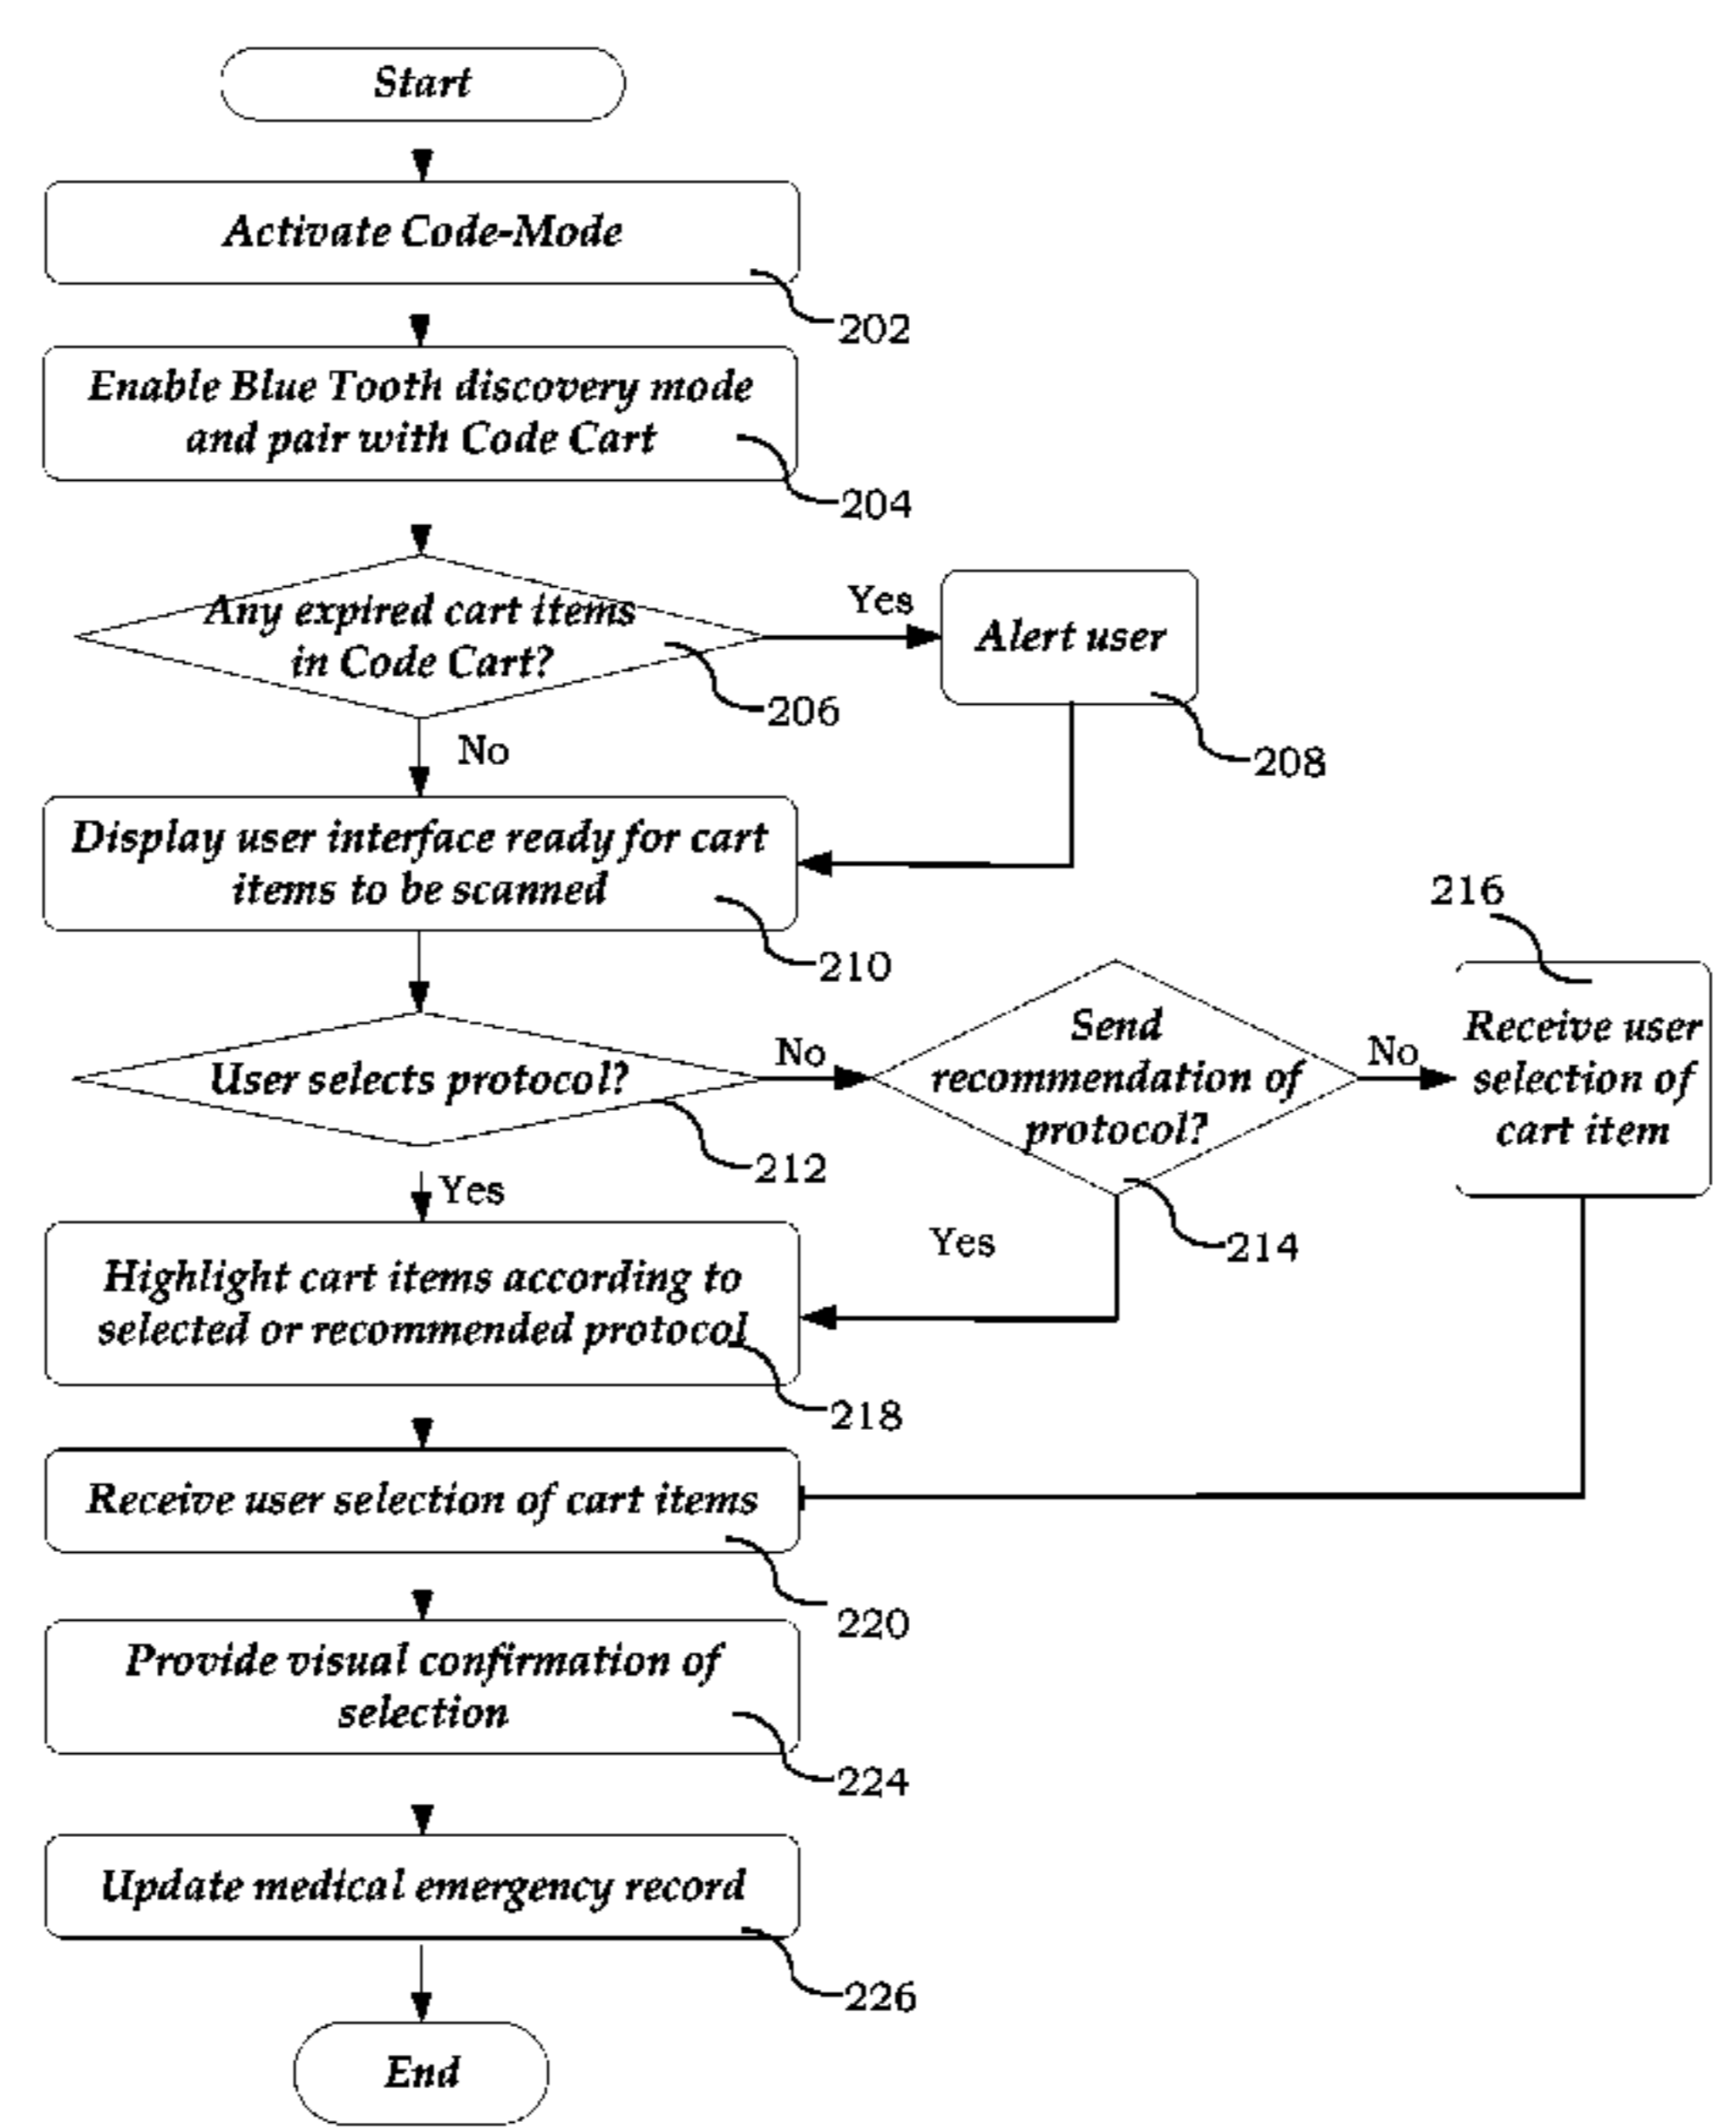 Start
Activate Code-Mode
202
Enable Blue Tooth discovery mode
and pair with Code Cart
204
Any expired cart items
in Code Cart?
206
Yes
Alert user
208
No
Display user interface ready for cart
items to be scanned
210
User selects protocol?
212
No
Send
recommendation of
protocol?
214
No
216
Receive user
selection of
cart item
Yes
Yes
Highlight cart items according to
selected or recommended protocol
218
Receive user selection of cart items
220
Provide visual confirmation of
selection
224
Update medical emergency record
226
End